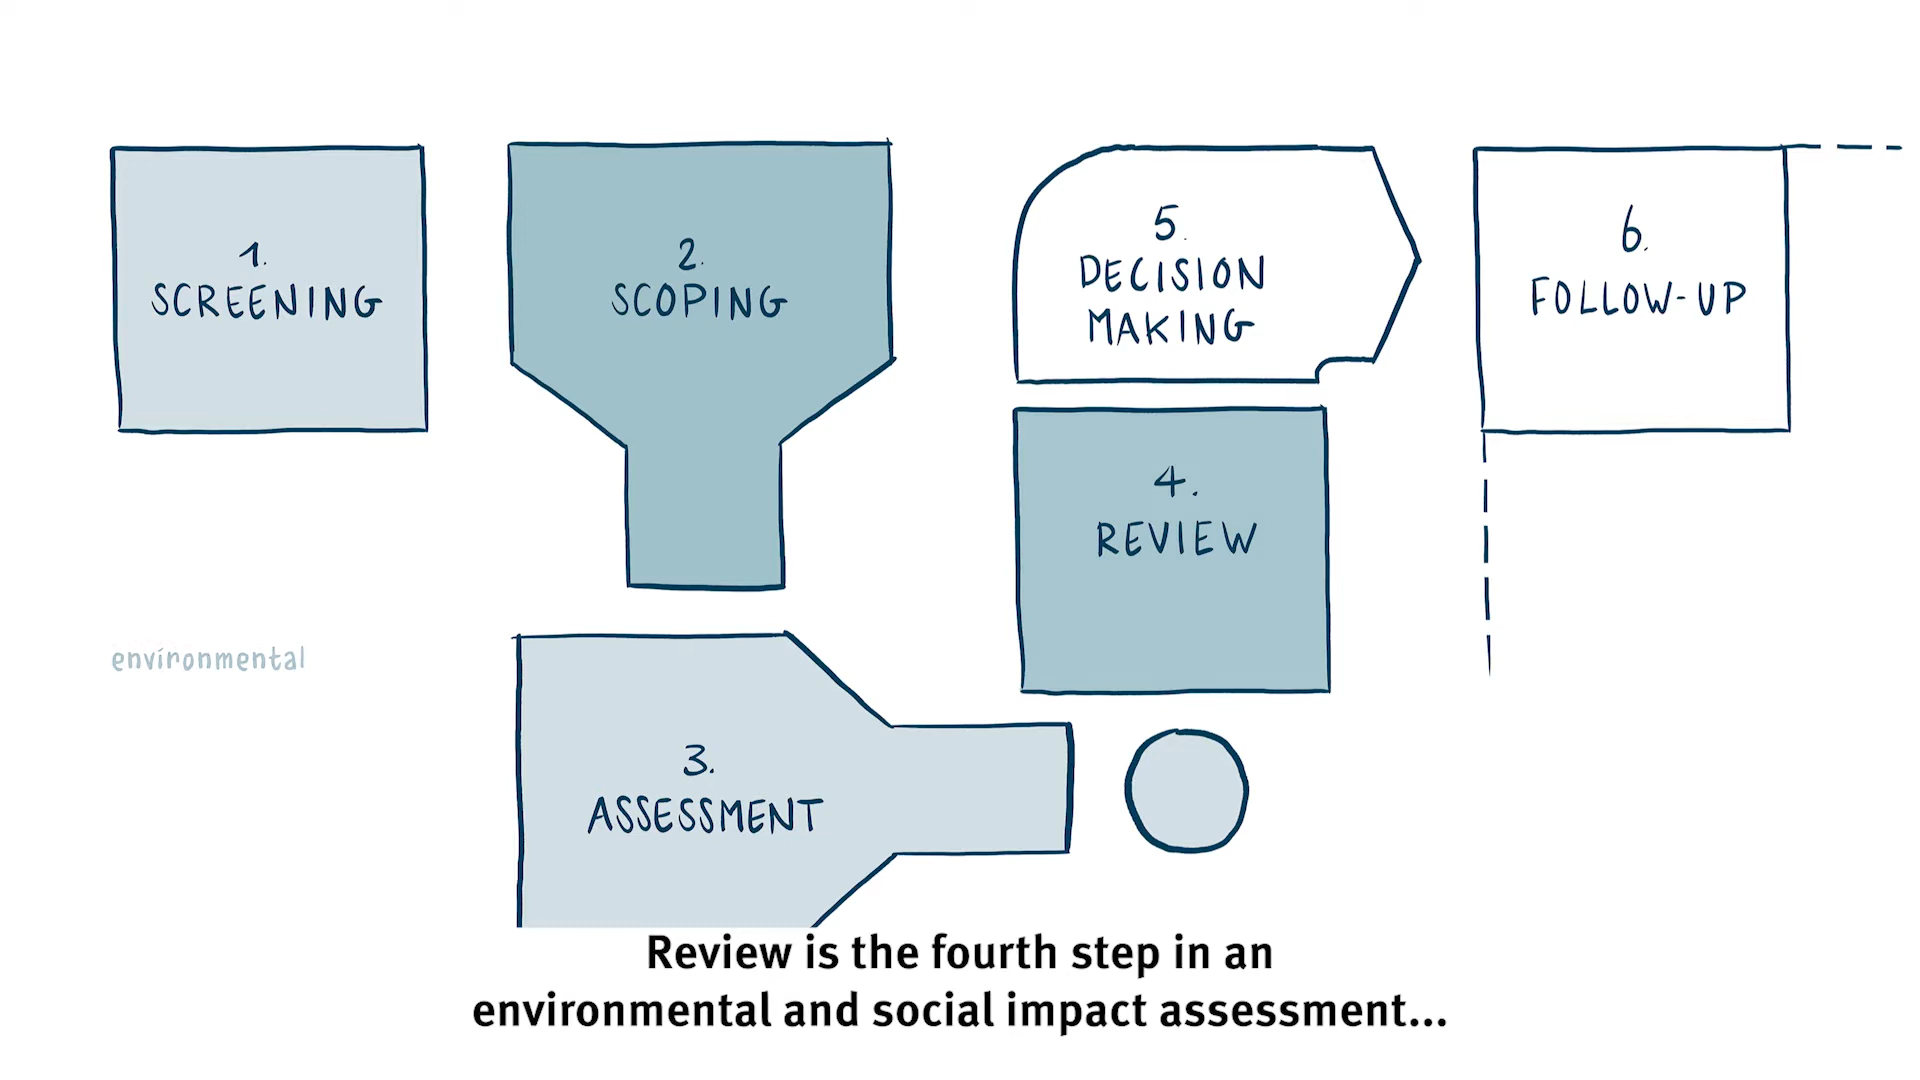 1.
SCREENING
2.
SCOPING
5.
DECISION
MAKING
6.
FOLLOW-UP
4.
REVIEW
environmental
3.
ASSESSMENT
Review is the fourth step in an
environmental and social impact assessment...